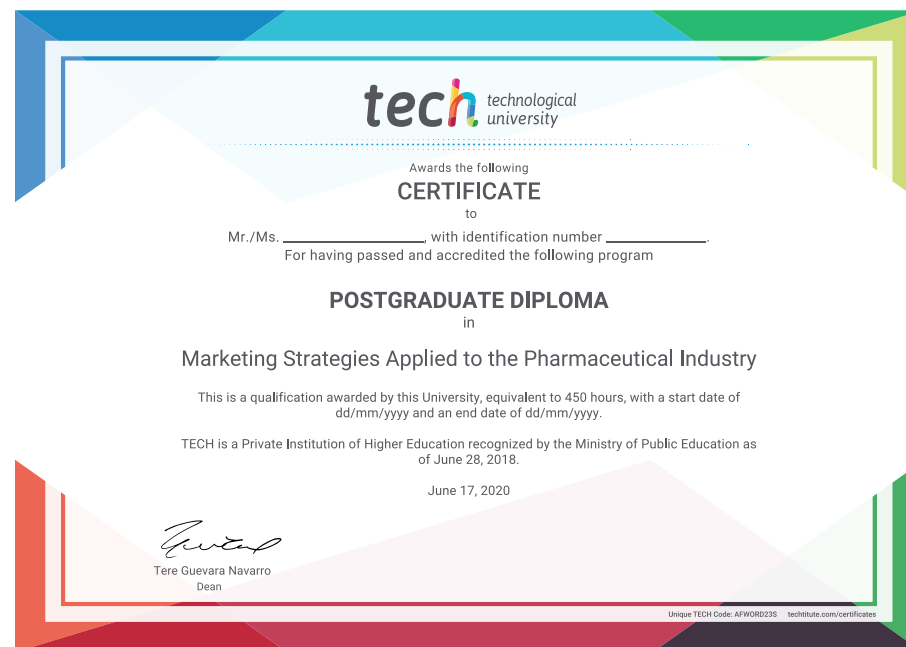 tech technological
university
Awards the following
CERTIFICATE
to
Mr./Ms. ____________________, with identification number ______________.
For having passed and accredited the following program
POSTGRADUATE DIPLOMA
in
Marketing Strategies Applied to the Pharmaceutical Industry
This is a qualification awarded by this University, equivalent to 450 hours, with a start date of
dd/mm/yyyy and an end date of dd/mm/yyyy.
TECH is a Private Institution of Higher Education recognized by the Ministry of Public Education as
of June 28, 2018.
June 17, 2020
Tere Guevara Navarro
Dean
Unique TECH Code: AFWORD23S techtitute.com/certificates